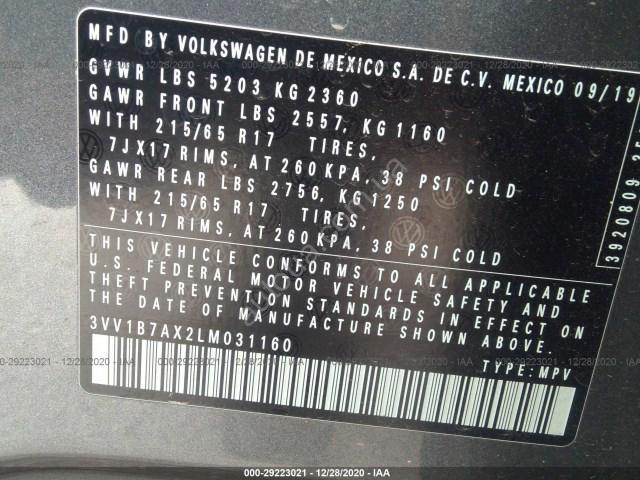 MFD BY VOLKSWAGEN DE MEXICO S.A. DE C.V. MEXICO 09/19
GVWR LBS 5203 KG 2360
GAWR FRONT LBS 2557, KG 1160
WITH 215/65 R17 TIRES,
7JX17 RIMS, AT 260 KPA, 38 PSI COLD
GAWR REAR LBS 2756, KG1250
WITH 215/65 R17 TIRES,
7JX17 RIMS, AT 260 KPA, 38 PSI COLD
THIS VEHICLE CONFORMS TO ALL APPLICABLE
U.S. FEDERAL MOTOR VEHICLE SAFETY AND
THEFT PREVENTION STANDARDS IN EFFECT ON
THE DATE OF MANUFACTURE SHOWN ABOVE.
3VV1B7AX2LM031160
TYPE: MPV
3920809
000-29223021 - 12/28/2020 - IAA